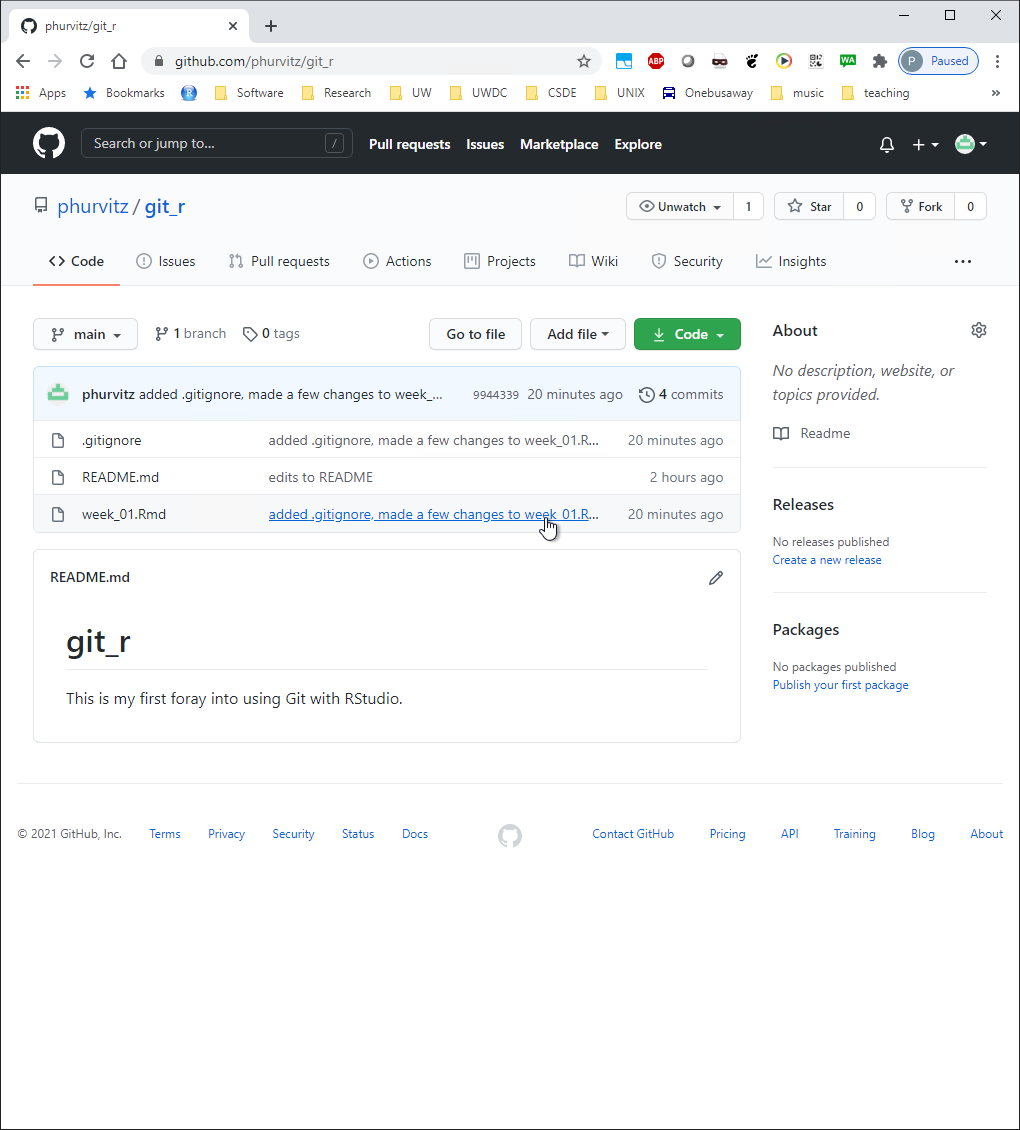 phurvitz/git_r
github.com/phurvitz/git_r
ABP
WA
P Paused
Apps Bookmarks R Software Research UW UWDC CSDE UNIX Onebusaway music teaching »
Search or jump to... / Pull requests Issues Marketplace Explore
phurvitz / git_r Unwatch 1 Star 0 Fork 0
Code Issues Pull requests Actions Projects Wiki Security Insights ...
main 1 branch 0 tags Go to file Add file Code
About
phurvitz added .gitignore, made a few changes to week_... 9944339 20 minutes ago 4 commits
No description, website, or
topics provided.
.gitignore added .gitignore, made a few changes to week_01.R... 20 minutes ago
Readme
README.md edits to README 2 hours ago
week_01.Rmd added .gitignore, made a few changes to week_01.R... 20 minutes ago
Releases
No releases published
Create a new release
README.md
git_r
This is my first foray into using Git with RStudio.
Packages
No packages published
Publish your first package
© 2021 GitHub, Inc. Terms Privacy Security Status Docs Contact GitHub Pricing API Training Blog About